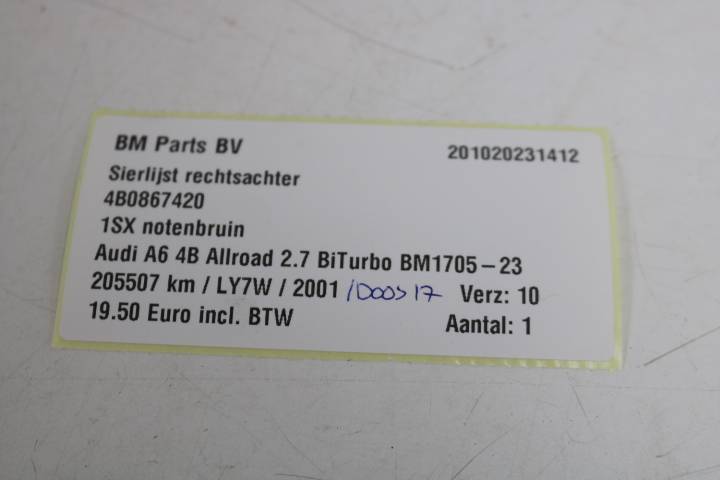 BM Parts BV 201020231412
Sierlijst rechtsachter
4B0867420
1SX notenbruin
Audi A6 4B Allroad 2.7 BiTurbo BM1705-23
205507 km / LY7W / 2001 / Doos 17 Verz: 10
19.50 Euro incl. BTW Aantal: 1